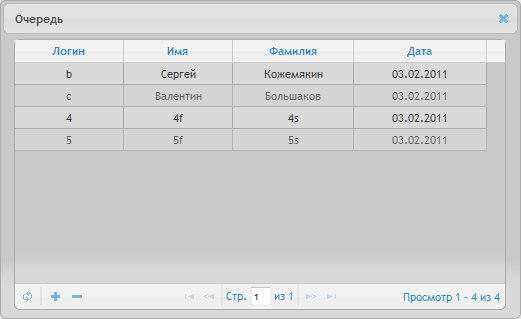 Очередь
Логин Имя Фамилия Дата
b Сергей Кожемякин 03.02.2011
c Валентин Большаков 03.02.2011
4 4f 4s 03.02.2011
5 5f 5s 03.02.2011
Стр. 1 из 1 Просмотр 1 - 4 из 4